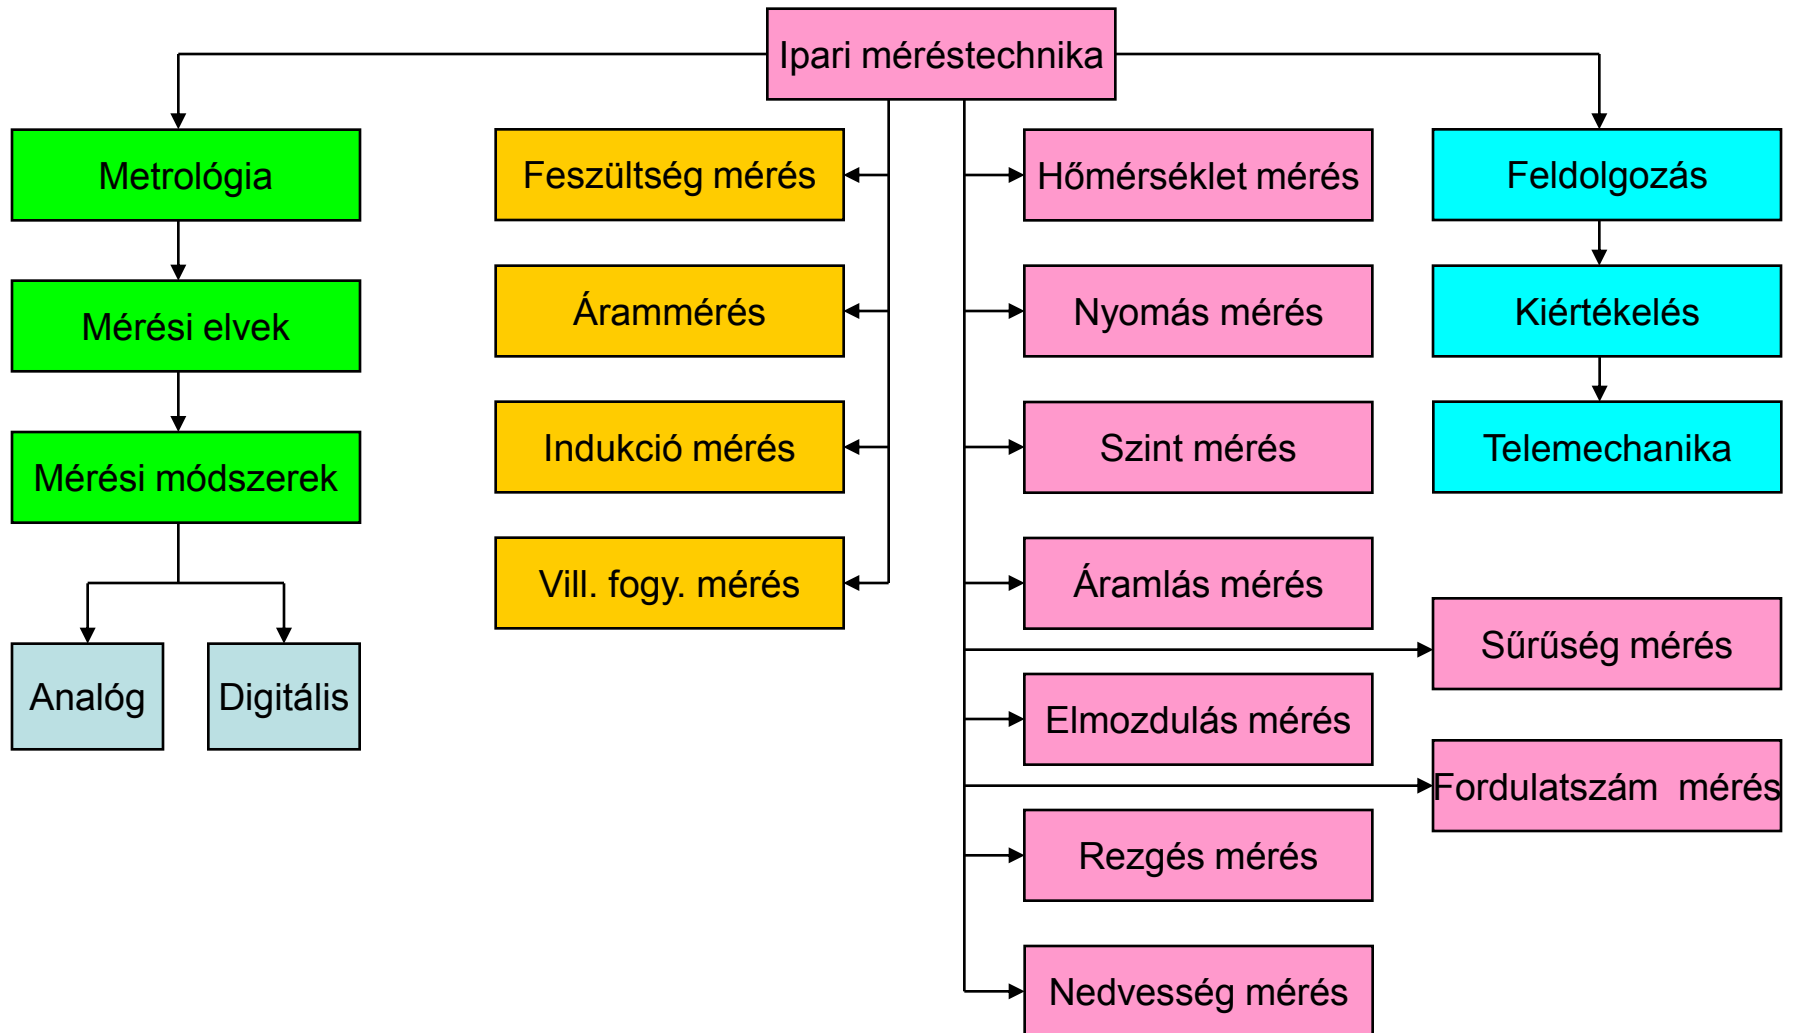 Ipari méréstechnika
Metrológia
Mérési elvek
Mérési módszerek
Analóg
Digitális
Feszültség mérés
Árammérés
Indukció mérés
Vill. fogy. mérés
Hőmérséklet mérés
Nyomás mérés
Szint mérés
Áramlás mérés
Elmozdulás mérés
Rezgés mérés
Nedvesség mérés
Feldolgozás
Kiértékelés
Telemechanika
Sűrűség mérés
Fordulatszám  mérés